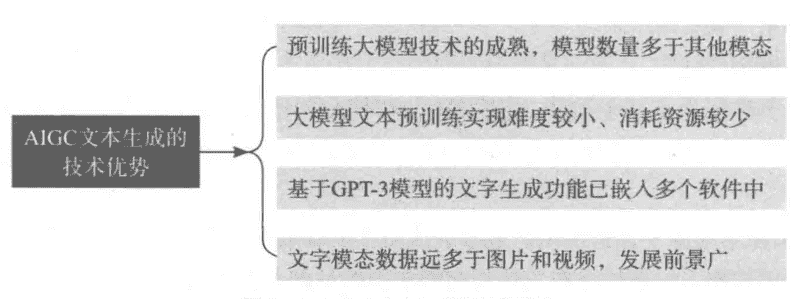 AIGC文本生成的
技术优势
预训练大模型技术的成熟，模型数量多于其他模态
大模型文本预训练实现难度较小、消耗资源较少
基于GPT-3模型的文字生成功能已嵌入多个软件中
文字模态数据远多于图片和视频，发展前景广